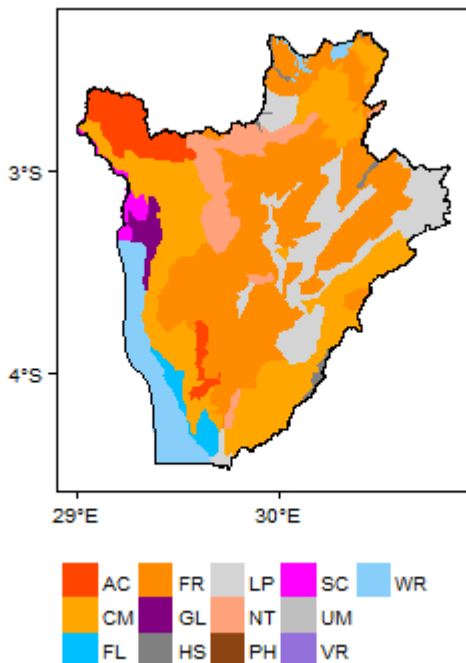 3°S
4°S
29°E 30°E
AC FR LP SC WR
CM GL NT UM
FL HS PH VR